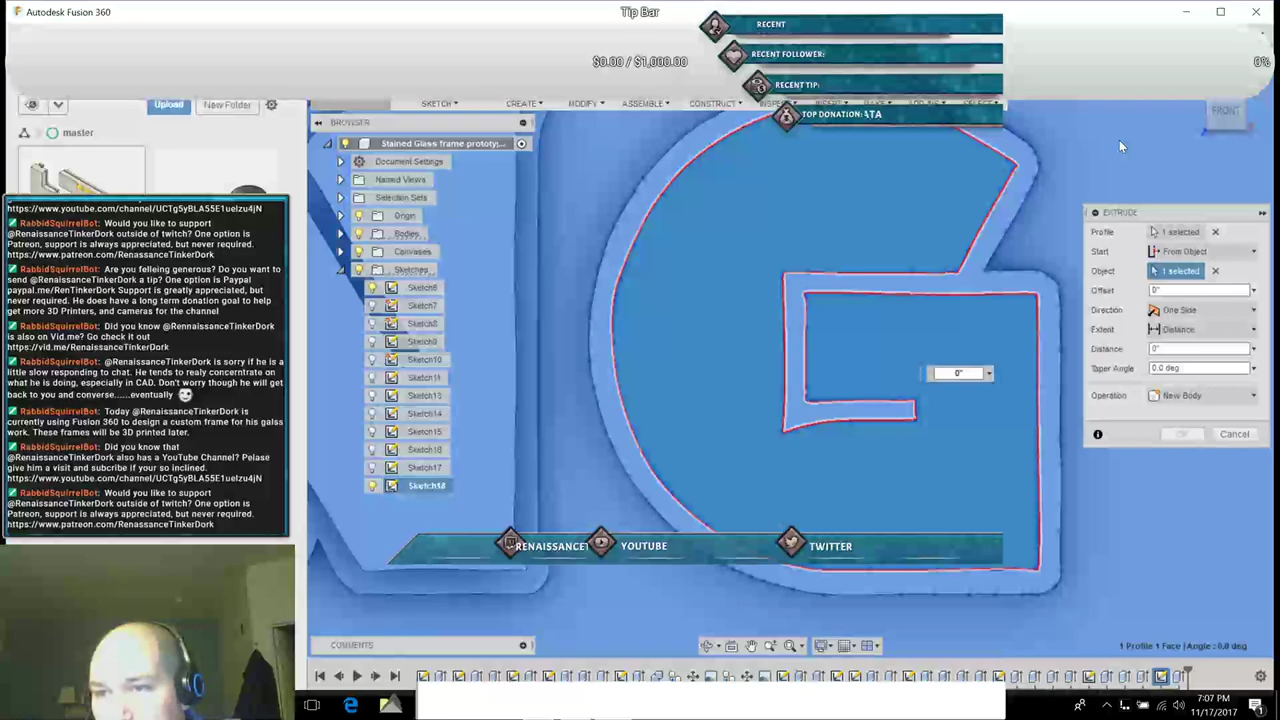 Autodesk Fusion 360
Tip Bar
RECENT
RECENT FOLLOWER:
RECENT TIP:
TOP DONATION: ATA
$0.00 / $1,000.00
0%
Upload
New Folder
SKETCH
CREATE
MODIFY
ASSEMBLE
CONSTRUCT
FRONT
master
BROWSER
Stained Glass frame prototyp...
Document Settings
Named Views
Selection Sets
Origin
Bodies
Canvases
Sketches
Sketch6
Sketch7
Sketch8
Sketch9
Sketch10
Sketch11
Sketch13
Sketch14
Sketch15
Sketch16
Sketch17
Sketch18
https://www.youtube.com/channel/UCTg5yBLA55E1uelzu4jN
RabbidSquirrelBot: Would you like to support
@RenaissanceTinkerDork outside of twitch? One option is
Patreon, support is always appreciated, but never required.
https://www.patreon.com/RenassanceTinkerDork
RabbidSquirrelBot: Are you felleing generous? Do you want to
send @RenaissanceTinkerDork a tip? One option is Paypal
paypal.me/RenTinkerDork Support is greatly appreciated, but
never required. He does have a long term donation goal to help
get more 3D Printers, and cameras for the channel
RabbidSquirrelBot: Did you know @RennaissanceTinkerDork
is also on Vid.me? Go check it out
https://vid.me/RenaissanceTinkerDork
RabbidSquirrelBot: @RenaissanceTinkerDork is sorry if he is a
little slow responding to chat. He tends to realy concerntrate on
what he is doing, especially in CAD. Don't worry though he will get
back to you and converse......eventually
RabbidSquirrelBot: Today @RenaissanceTinkerDork is
currently using Fusion 360 to design a custom frame for his galss
work. These frames will be 3D printed later.
RabbidSquirrelBot: Did you know that
@RenaissanceTinkerDork also has a YouTube Channel? Pelase
give him a visit and subcribe if your so inclined.
https://www.youtube.com/channel/UCTg5yBLA55E1uelzu4jN
RabbidSquirrelBot: Would you like to support
@RenaissanceTinkerDork outside of twitch? One option is
Patreon, support is always appreciated, but never required.
https://www.patreon.com/RenassanceTinkerDork
EXTRUDE
Profile 1 selected
Start From Object
Object 1 selected
Offset 0"
Direction One Side
Extent Distance
Distance 0"
Taper Angle 0.0 deg
Operation New Body
OK Cancel
0"
RENAISSANCET
YOUTUBE
TWITTER
COMMENTS
1 Profile 1 Face | Angle : 0.0 deg
7:07 PM
11/17/2017